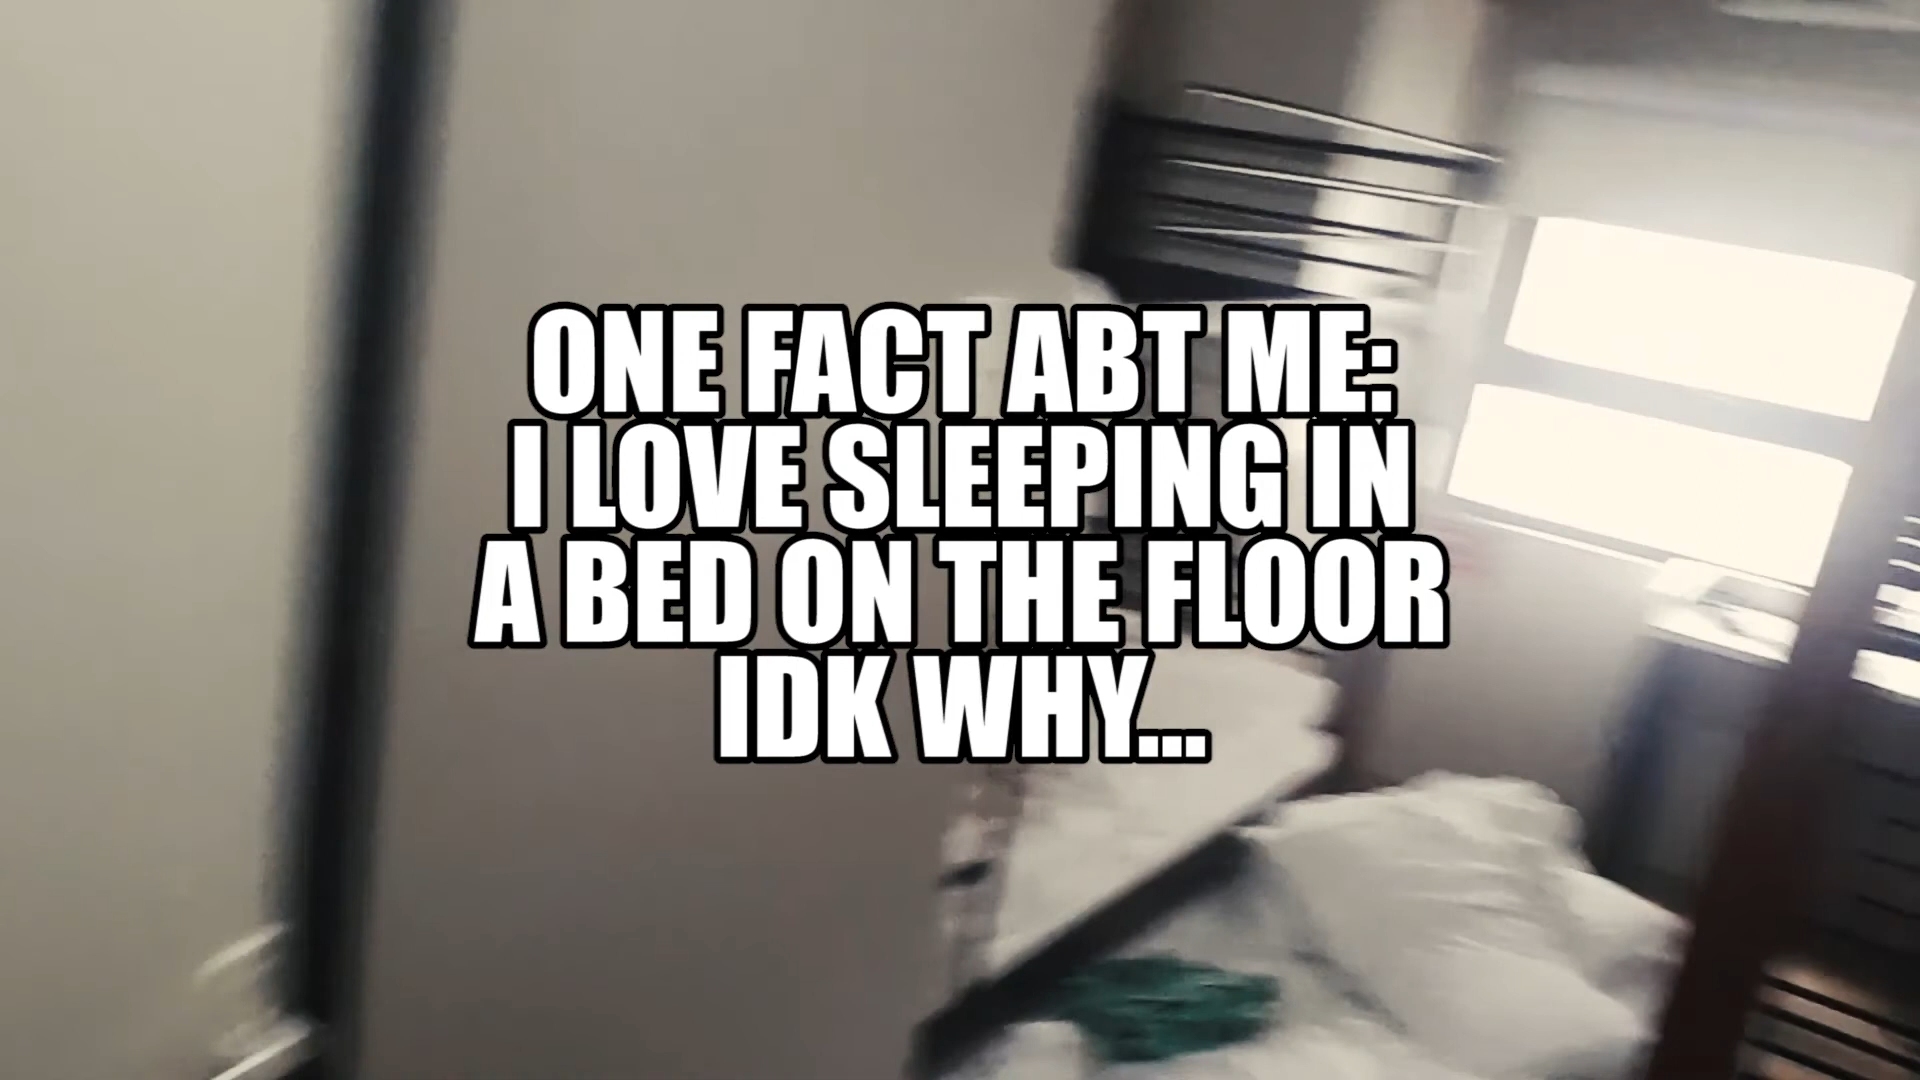 ONE FACT ABT ME:
I LOVE SLEEPING IN
A BED ON THE FLOOR
IDK WHY...